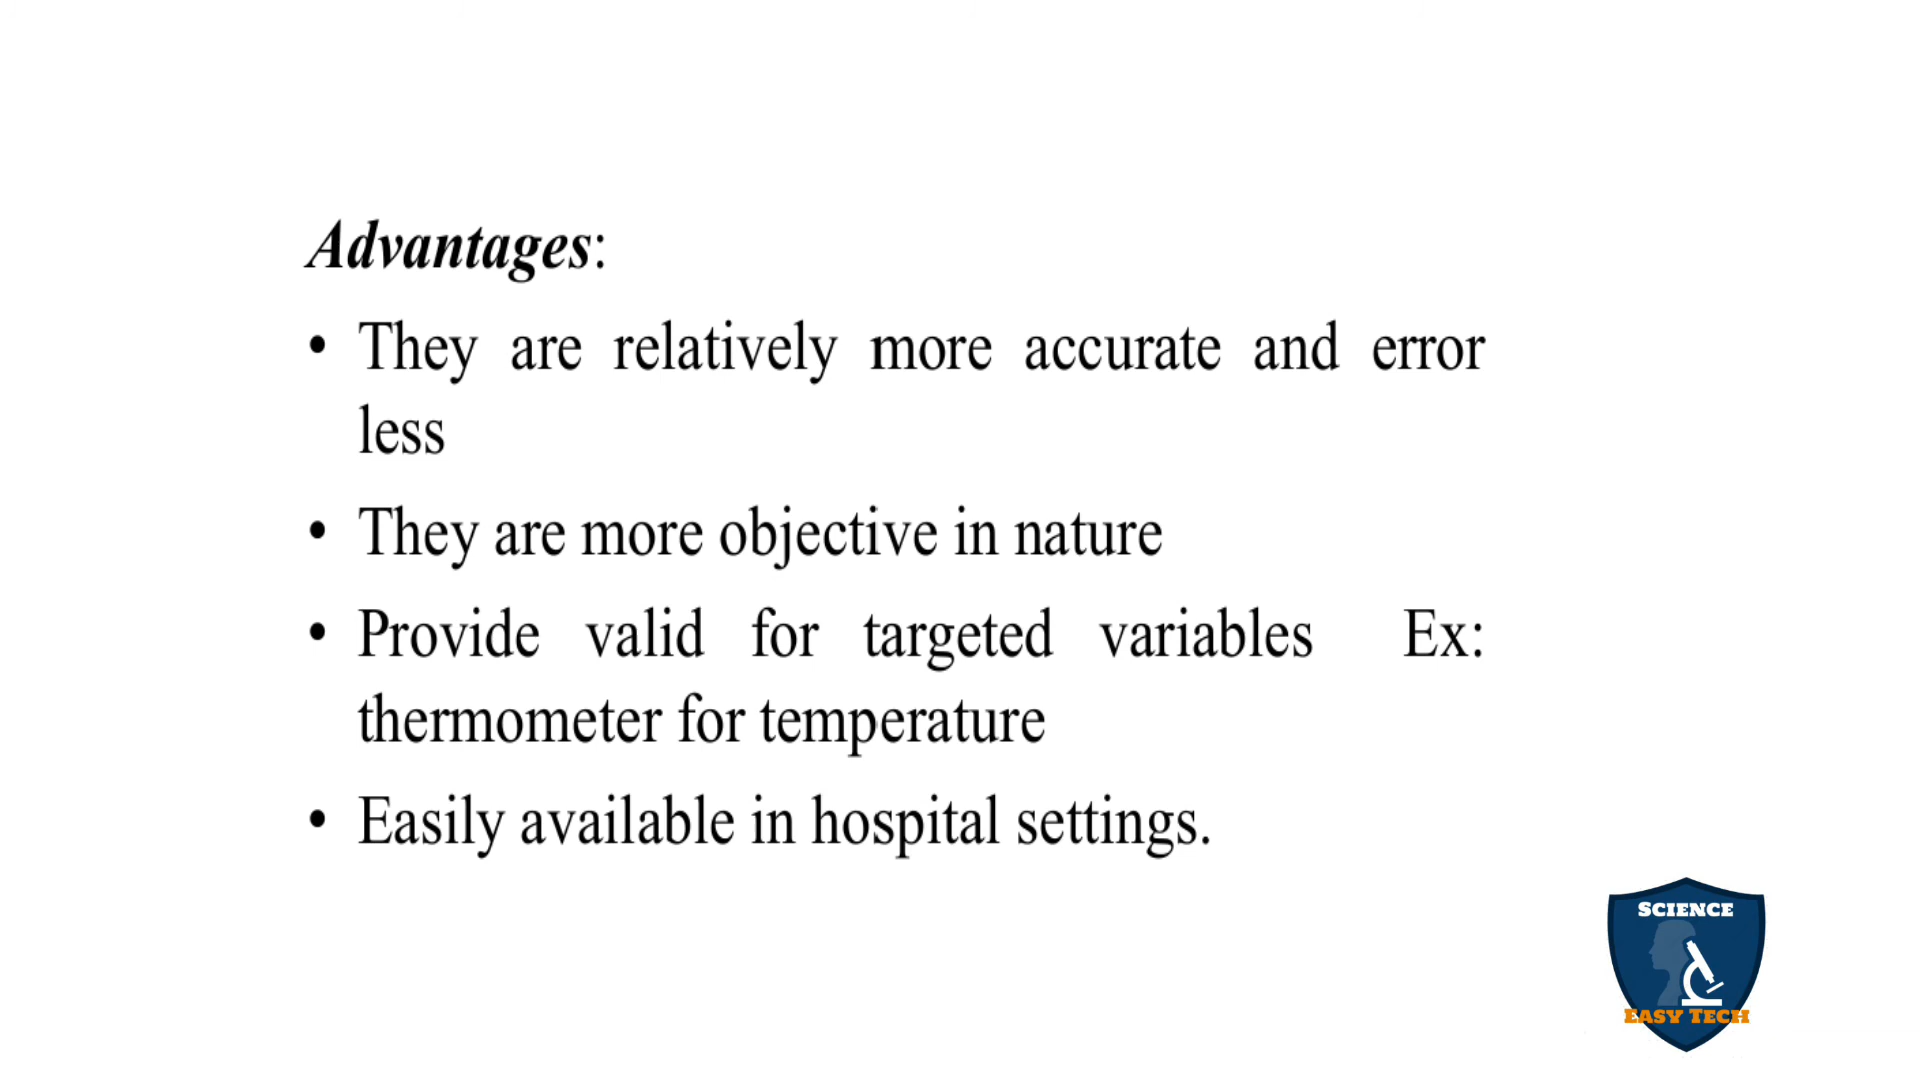 Advantages:
• They are relatively more accurate and error
less
• They are more objective in nature
• Provide valid for targeted variables Ex:
thermometer for temperature
• Easily available in hospital settings.
SCIENCE
EASY TECH